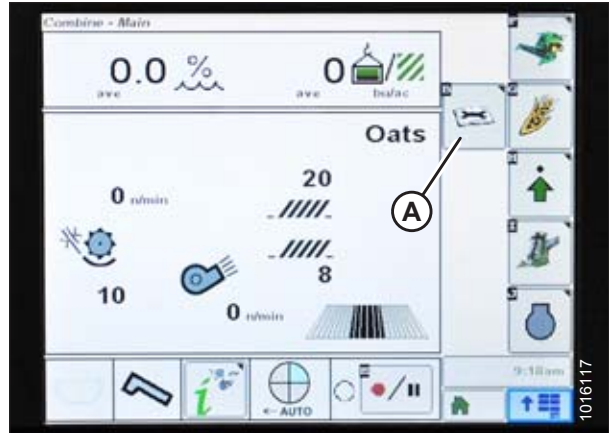 Combine - Main
0.0 %
ave
0
ave
bu/ac
Oats
A
0 n/min
20
8
10
0 n/min
← AUTO
9:18am
1016117